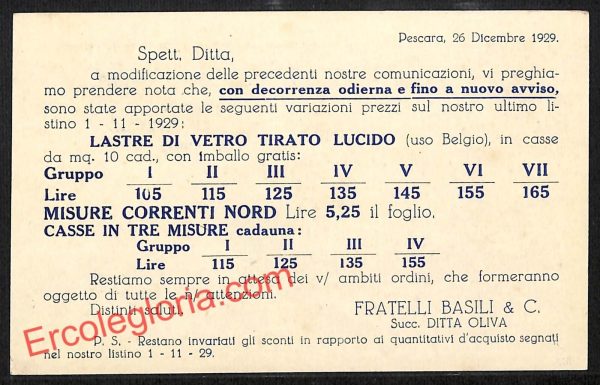 Pescara, 26 Dicembre 1929.
Spett. Ditta,
a modificazione delle precedenti nostre comunicazioni, vi preghia-
mo prendere nota che, con decorrenza odierna e fino a nuovo avviso,
sono state apportate le seguenti variazioni prezzi sul nostro ultimo li-
stino 1 - 11 - 1929:
LASTRE DI VETRO TIRATO LUCIDO (uso Belgio), in casse
da mq. 10 cad., con imballo gratis:
Gruppo I II III IV V VI VII
Lire 105 115 125 135 145 155 165
MISURE CORRENTI NORD Lire 5,25 il foglio.
CASSE IN TRE MISURE cadauna:
Gruppo I II III IV
Lire 115 125 135 155
Restiamo sempre in attesa dei v/ ambiti ordini, che formeranno
oggetto di tutte le n/ attenziom.
Distinti saluti.
FRATELLI BASILI & C.
Succ. DITTA OLIVA
P. S. - Restano invariati gli sconti in rapporto ai quantitativi d'acquisto segnati
nel nostro listino 1 - 11 - 29.
Ercolegloria.com